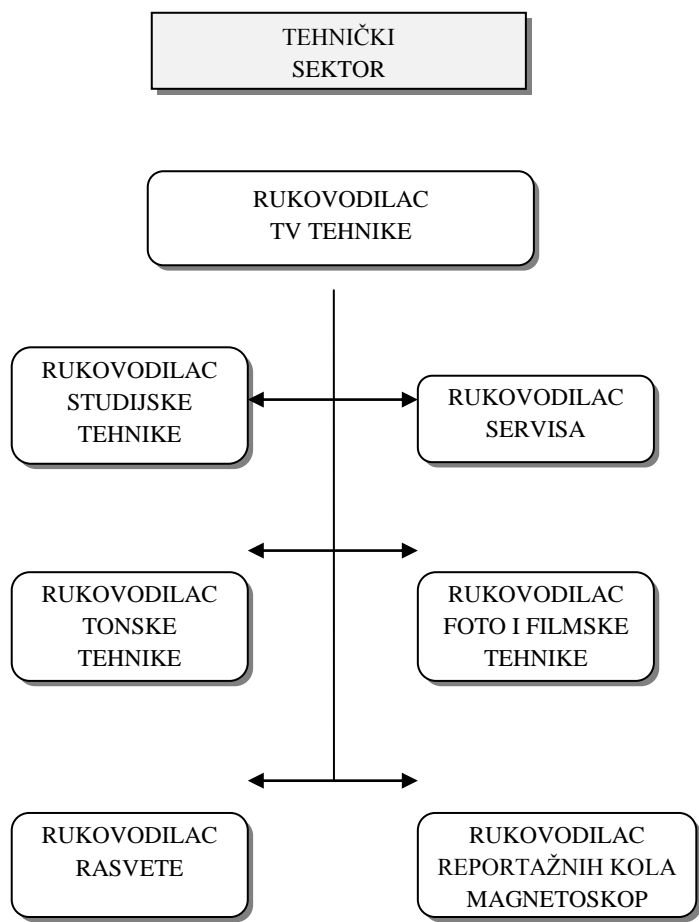 TEHNIČKI
SEKTOR
RUKOVODILAC
TV TEHNIKE
RUKOVODILAC
STUDIJSKE
TEHNIKE
RUKOVODILAC
SERVISA
RUKOVODILAC
TONSKE
TEHNIKE
RUKOVODILAC
FOTO I FILMSKE
TEHNIKE
RUKOVODILAC
RASVETE
RUKOVODILAC
REPORTAŽNIH KOLA
MAGNETOSKOP